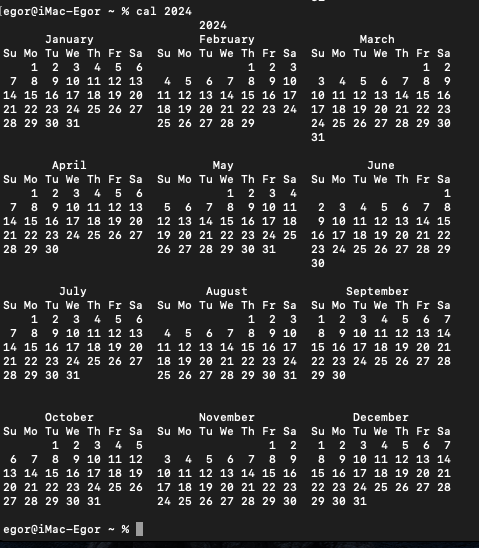 [egor@iMac-Egor ~ % cal 2024
                            2024
      January               February               March
Su Mo Tu We Th Fr Sa  Su Mo Tu We Th Fr Sa  Su Mo Tu We Th Fr Sa
    1  2  3  4  5  6               1  2  3                  1  2
 7  8  9 10 11 12 13   4  5  6  7  8  9 10   3  4  5  6  7  8  9
14 15 16 17 18 19 20  11 12 13 14 15 16 17  10 11 12 13 14 15 16
21 22 23 24 25 26 27  18 19 20 21 22 23 24  17 18 19 20 21 22 23
28 29 30 31           25 26 27 28 29        24 25 26 27 28 29 30
                                            31
       April                  May                   June
Su Mo Tu We Th Fr Sa  Su Mo Tu We Th Fr Sa  Su Mo Tu We Th Fr Sa
    1  2  3  4  5  6            1  2  3  4                     1
 7  8  9 10 11 12 13   5  6  7  8  9 10 11   2  3  4  5  6  7  8
14 15 16 17 18 19 20  12 13 14 15 16 17 18   9 10 11 12 13 14 15
21 22 23 24 25 26 27  19 20 21 22 23 24 25  16 17 18 19 20 21 22
28 29 30              26 27 28 29 30 31     23 24 25 26 27 28 29
                                            30
        July                 August              September
Su Mo Tu We Th Fr Sa  Su Mo Tu We Th Fr Sa  Su Mo Tu We Th Fr Sa
    1  2  3  4  5  6               1  2  3   1  2  3  4  5  6  7
 7  8  9 10 11 12 13   4  5  6  7  8  9 10   8  9 10 11 12 13 14
14 15 16 17 18 19 20  11 12 13 14 15 16 17  15 16 17 18 19 20 21
21 22 23 24 25 26 27  18 19 20 21 22 23 24  22 23 24 25 26 27 28
28 29 30 31           25 26 27 28 29 30 31  29 30
      October               November              December
Su Mo Tu We Th Fr Sa  Su Mo Tu We Th Fr Sa  Su Mo Tu We Th Fr Sa
       1  2  3  4  5                  1  2   1  2  3  4  5  6  7
 6  7  8  9 10 11 12   3  4  5  6  7  8  9   8  9 10 11 12 13 14
13 14 15 16 17 18 19  10 11 12 13 14 15 16  15 16 17 18 19 20 21
20 21 22 23 24 25 26  17 18 19 20 21 22 23  22 23 24 25 26 27 28
27 28 29 30 31        24 25 26 27 28 29 30  29 30 31
egor@iMac-Egor ~ %